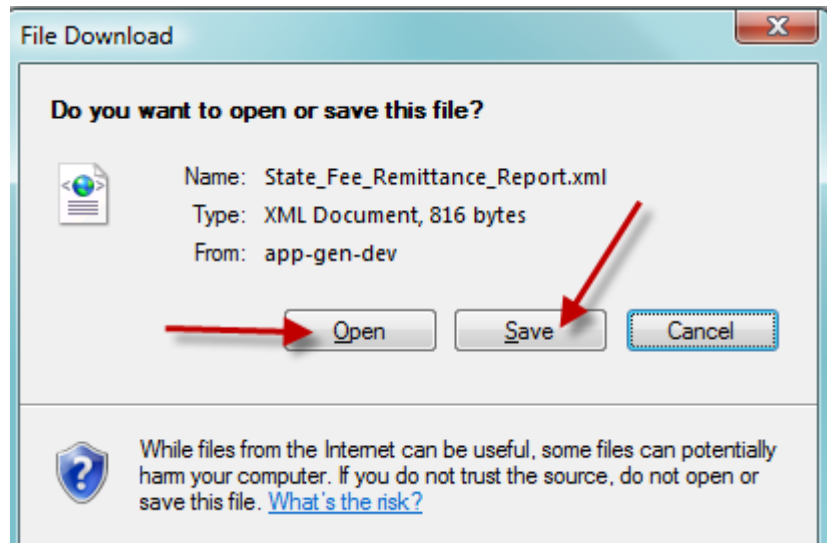 File Download
Do you want to open or save this file?
Name: State_Fee_Remittance_Report.xml
Type: XML Document, 816 bytes
From: app-gen-dev
Open Save Cancel
While files from the Internet can be useful, some files can potentially
harm your computer. If you do not trust the source, do not open or
save this file. What's the risk?